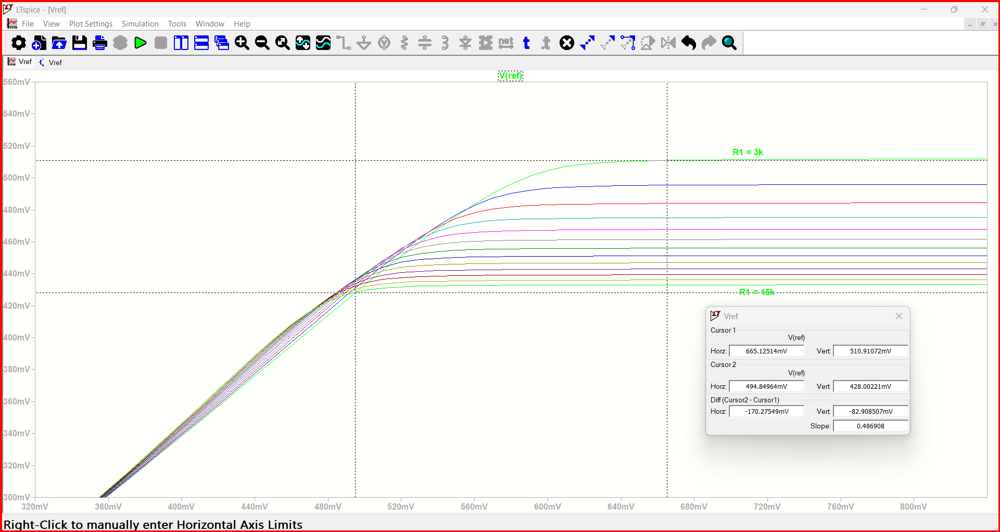 LTspice - [Vref]
File View Plot Settings Simulation Tools Window Help
net t .t
Vref Vref
V(ref)
560mV
540mV
520mV
500mV
480mV
460mV
440mV
420mV
400mV
380mV
360mV
340mV
320mV
300mV
R1 = 3k
R1 = 15k
Vref
Cursor 1
V(ref)
Horz: 665.12514mV Vert: 510.91072mV
Cursor 2
V(ref)
Horz: 494.84964mV Vert: 428.00221mV
Diff (Cursor2 - Cursor1)
Horz: -170.27549mV Vert: -82.908507mV
Slope: 0.486908
320mV 360mV 400mV 440mV 480mV 520mV 560mV 600mV 640mV 680mV 720mV 760mV 800mV
Right-Click to manually enter Horizontal Axis Limits